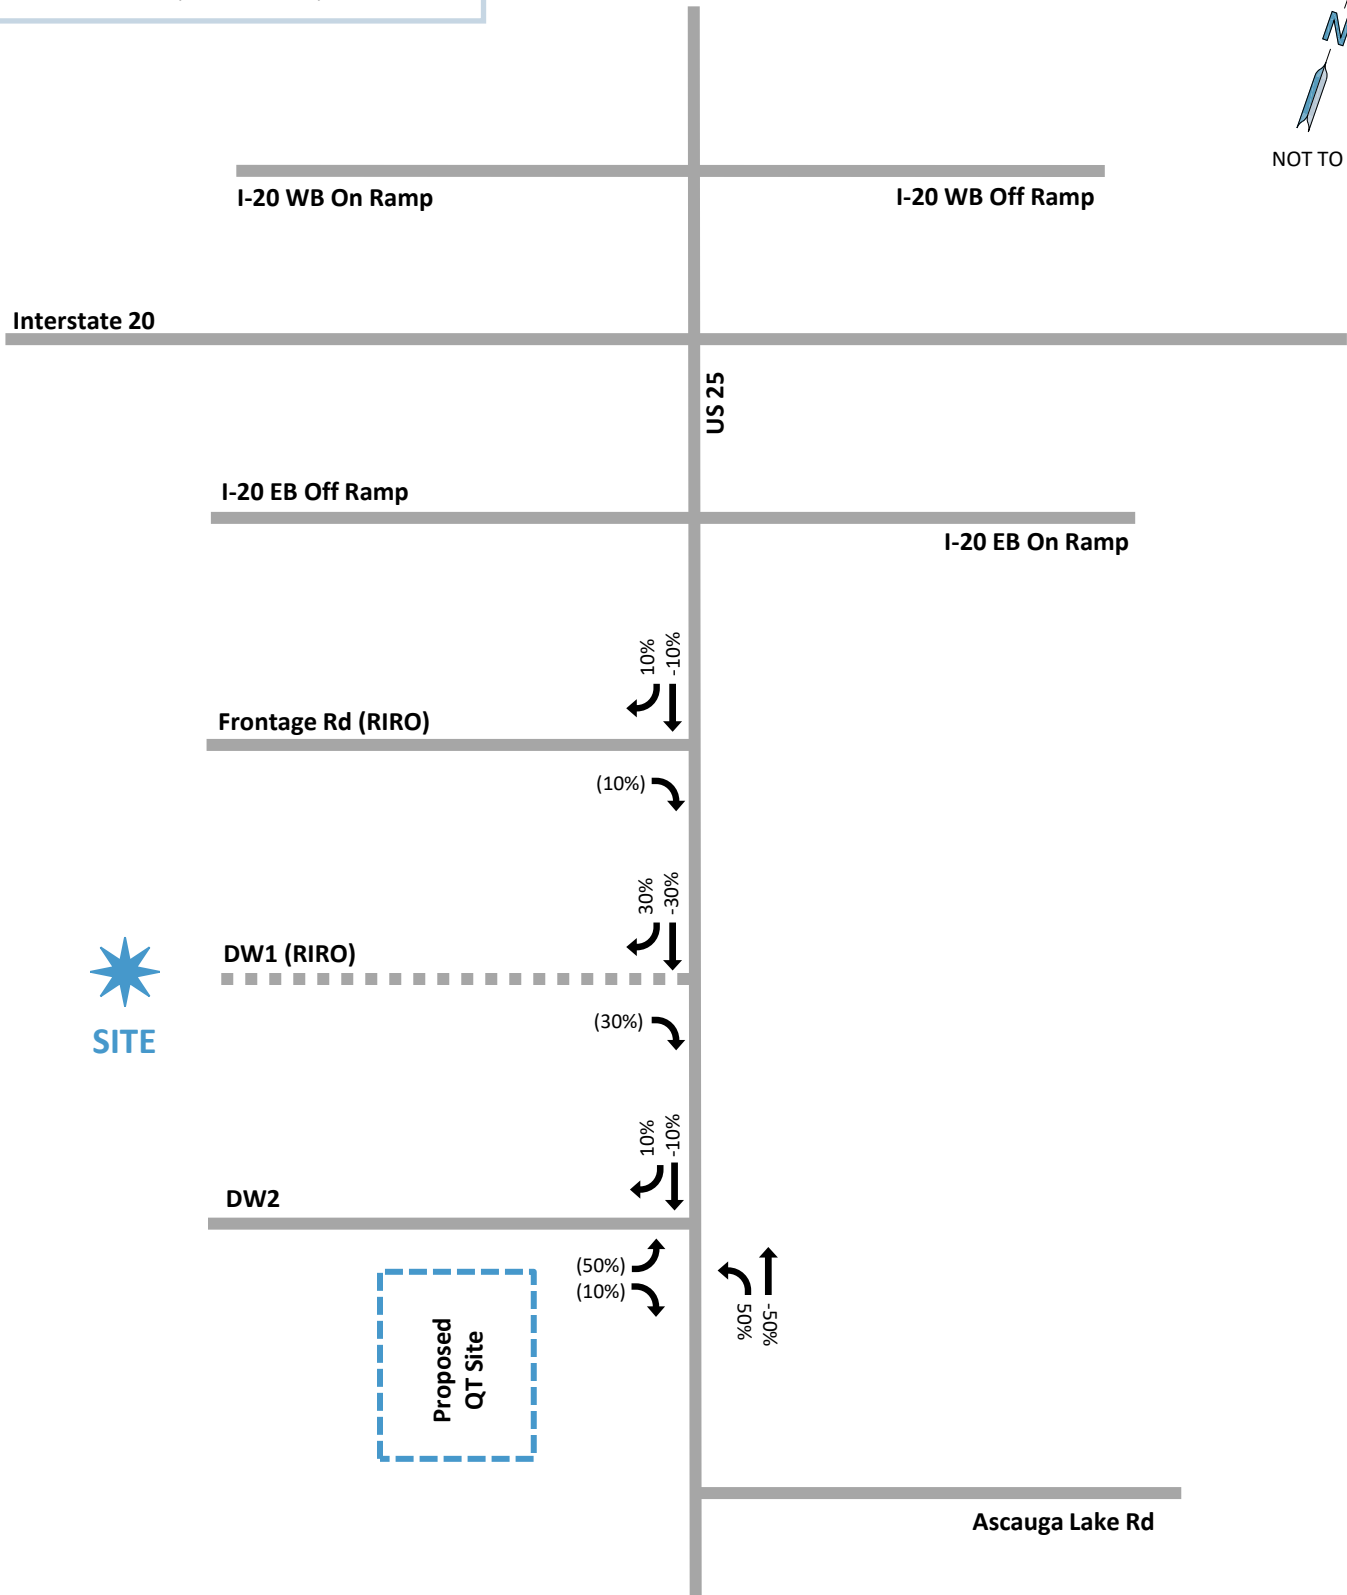 N
NOT TO
I-20 WB On Ramp
I-20 WB Off Ramp
Interstate 20
US 25
I-20 EB Off Ramp
I-20 EB On Ramp
10%
-10%
Frontage Rd (RIRO)
(10%)
30%
-30%
DW1 (RIRO)
SITE
(30%)
10%
-10%
DW2
(50%)
(10%)
50%
-50%
Proposed
QT Site
Ascauga Lake Rd